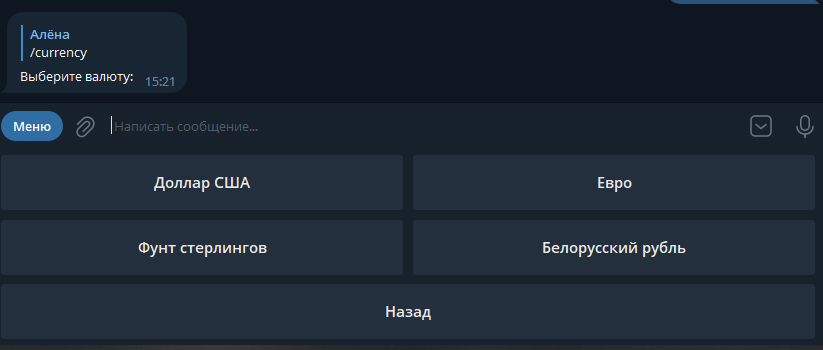 Алёна
/currency
Выберите валюту:
15:21
Меню
Написать сообщение...
Доллар США
Евро
Фунт стерлингов
Белорусский рубль
Назад